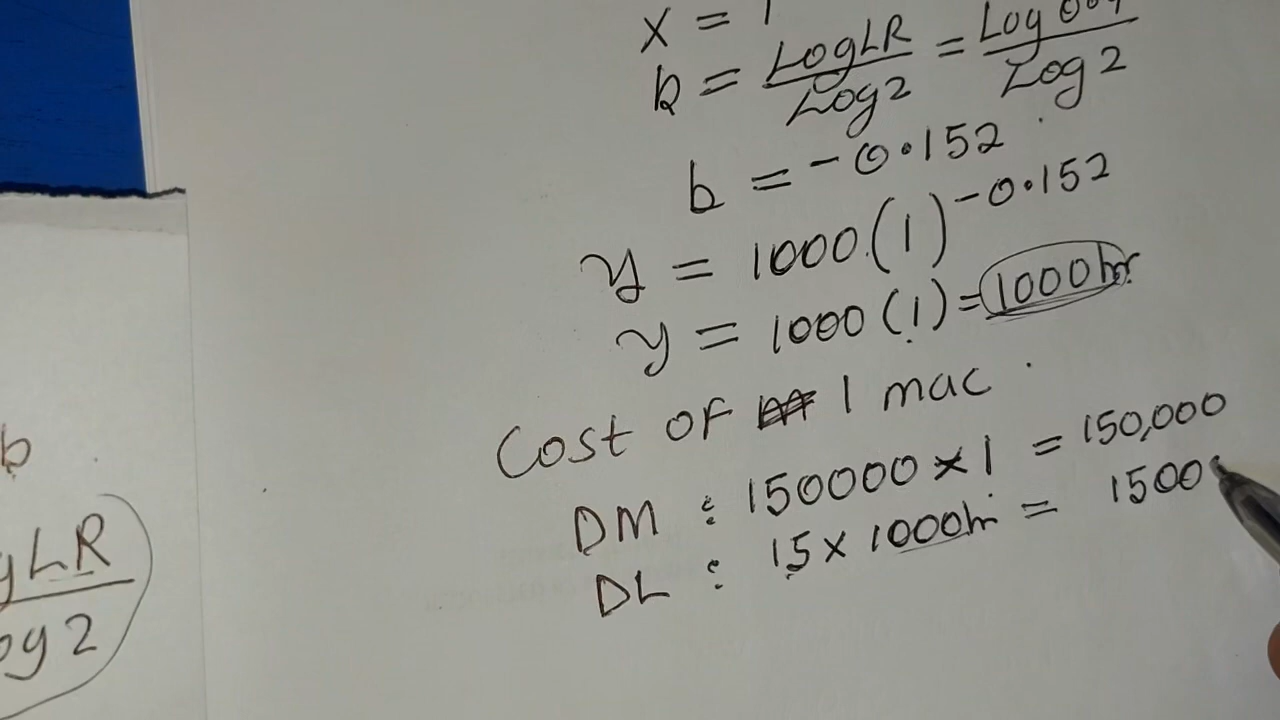 x = 1
b = LogLR / Log2 = Log 0.9 / Log 2
b = -0.152
y = 1000(1)^-0.152
y = 1000(1) = 1000hr
Cost of 1 mac
DM : 150000 × 1 = 150,000
DL : 15 × 1000hr = 1500
b
LR
og 2